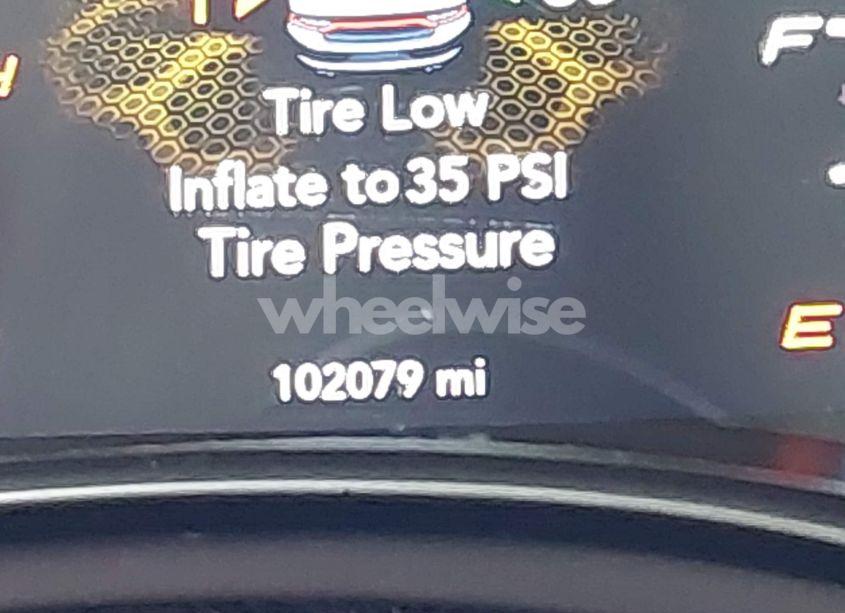 F
Tire Low
Inflate to 35 PSI
Tire Pressure
wheelwise
E
102079 mi